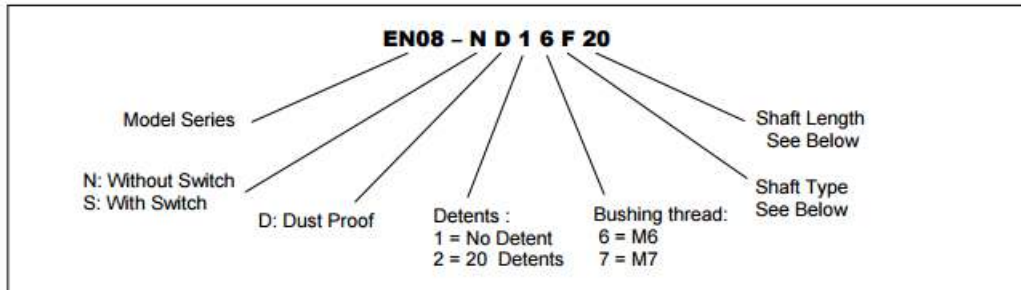 EN08 – N D 1 6 F 20
Model Series
N: Without Switch
S: With Switch
D: Dust Proof
Detents :
1 = No Detent
2 = 20 Detents
Bushing thread:
6 = M6
7 = M7
Shaft Type
See Below
Shaft Length
See Below